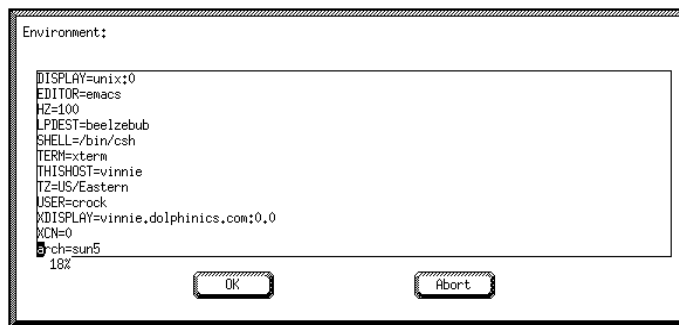 Environment:
DISPLAY=unix:0
EDITOR=emacs
HZ=100
LPDEST=beelzebub
SHELL=/bin/csh
TERM=xterm
THISHOST=vinnie
TZ=US/Eastern
USER=crock
XDISPLAY=vinnie.dolphinics.com:0.0
XCN=0
arch=sun5
18%
OK Abort